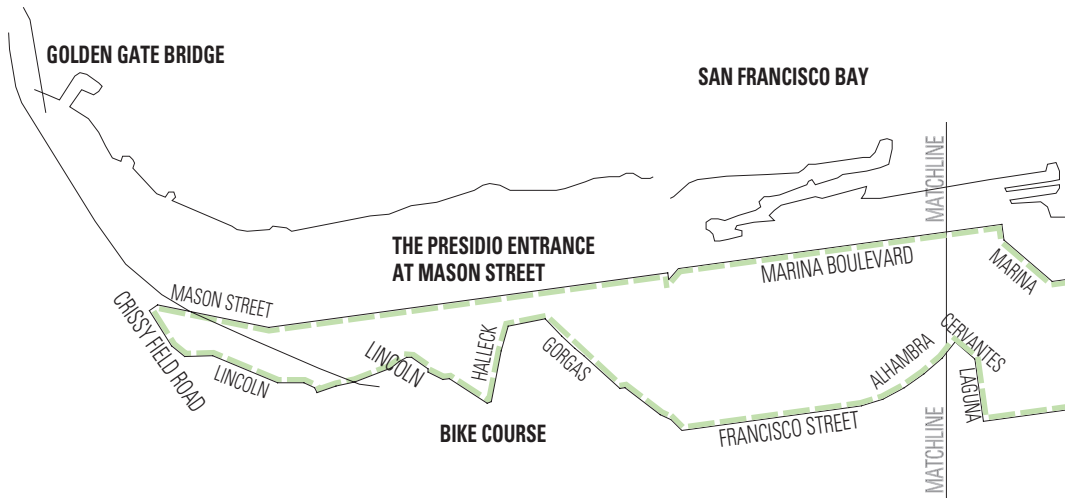 GOLDEN GATE BRIDGE
SAN FRANCISCO BAY
MATCHLINE
THE PRESIDIO ENTRANCE
AT MASON STREET
MARINA BOULEVARD
MARINA
MASON STREET
CRISSY FIELD ROAD
LINCOLN
LINCOLN
HALLECK
GORGAS
ALHAMBRA
CERVANTES
LAGUNA
FRANCISCO STREET
BIKE COURSE
MATCHLINE